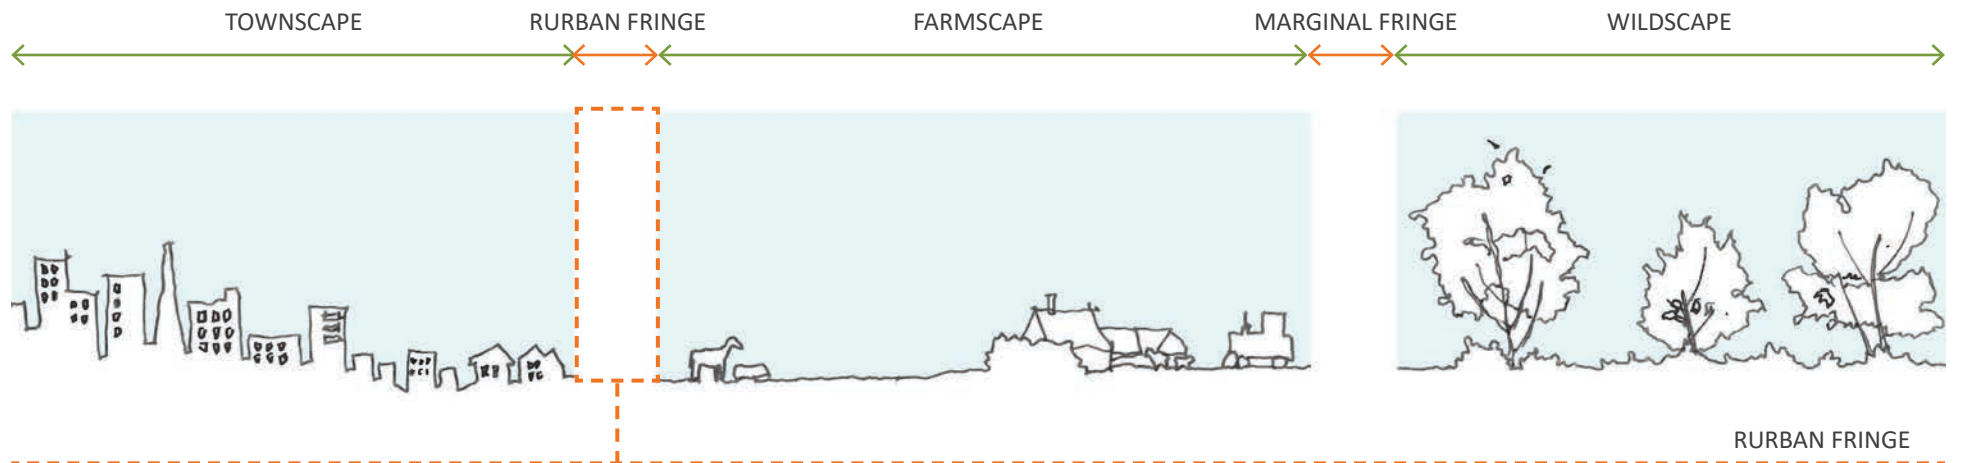 TOWNSCAPE
RURBAN FRINGE
FARMSCAPE
MARGINAL FRINGE
WILDSCAPE
RURBAN FRINGE